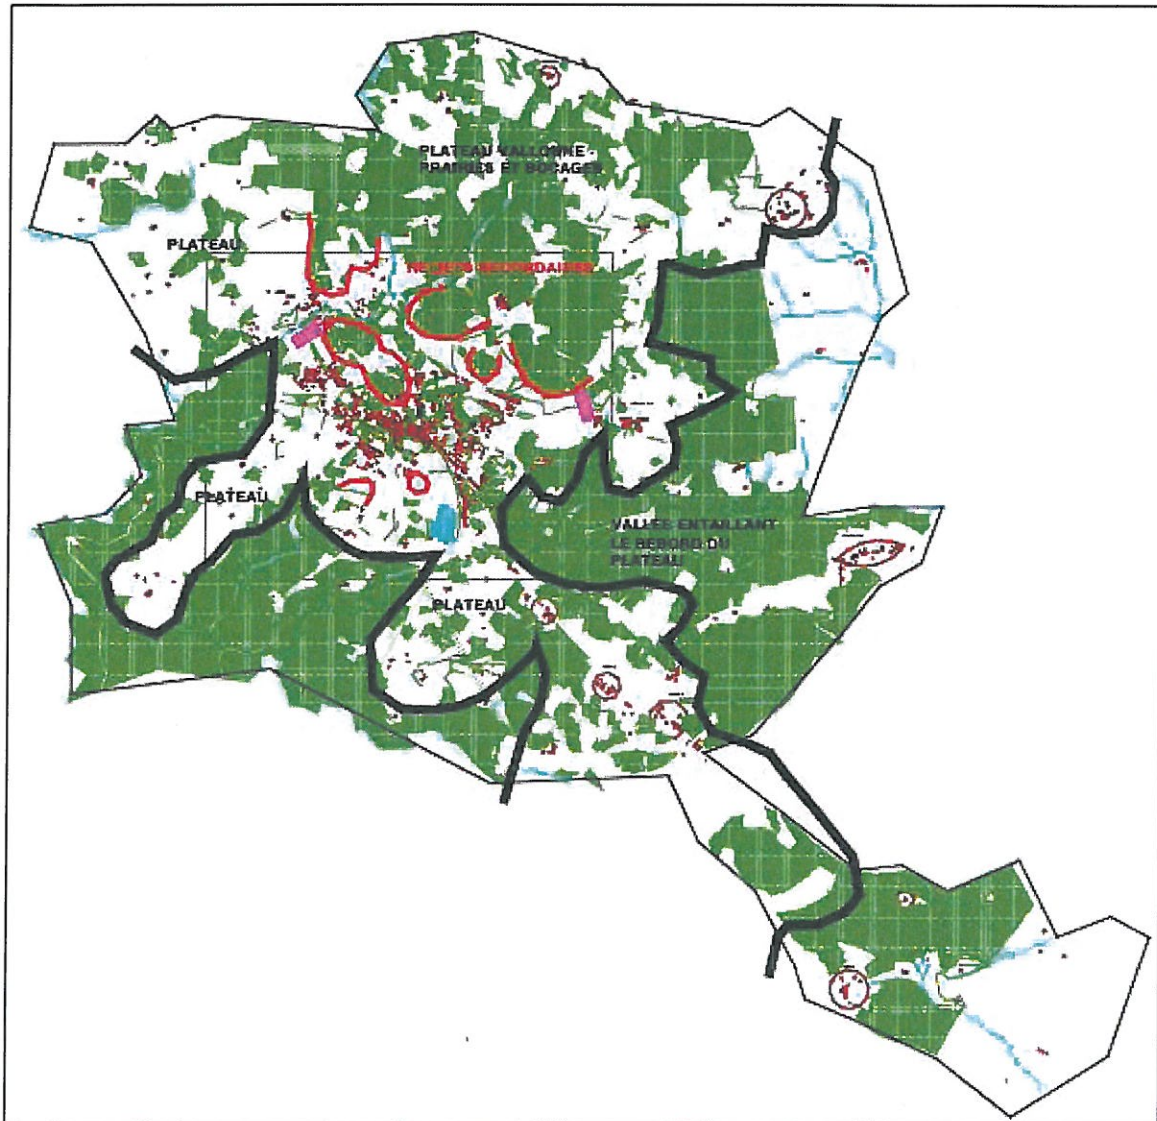 PLATEAU VALLONNE -
PRAIRIES ET BOCAGES
PLATEAU
RELIEFS SECONDAIRES
PLATEAU
VALLEE ENTAILLANT
LE REBORD DU
PLATEAU
PLATEAU